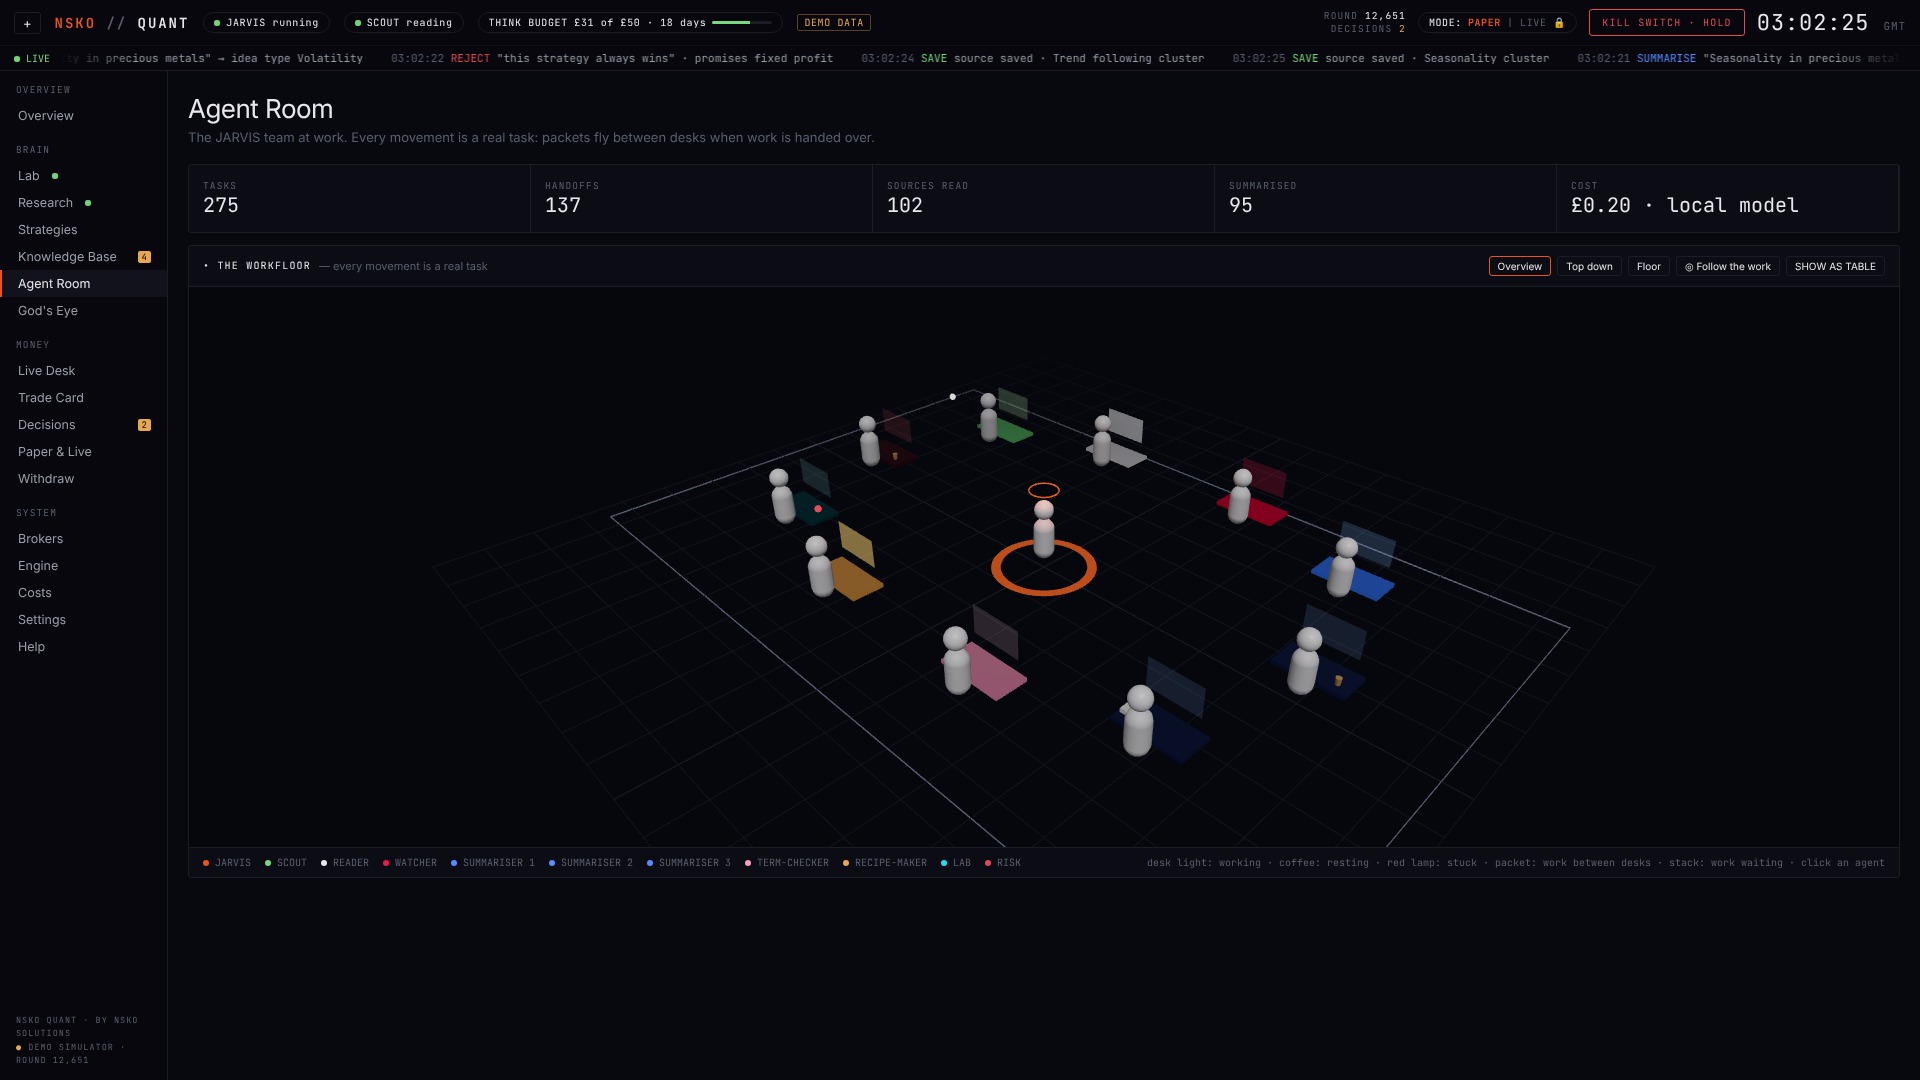 + NSKO // QUANT
JARVIS running
SCOUT reading
THINK BUDGET £31 of £50 · 18 days
DEMO DATA
ROUND 12,651
DECISIONS 2
MODE: PAPER | LIVE 🔒
KILL SWITCH · HOLD
03:02:25 GMT
LIVE
ty in precious metals" → idea type Volatility
03:02:22 REJECT "this strategy always wins" · promises fixed profit
03:02:24 SAVE source saved · Trend following cluster
03:02:25 SAVE source saved · Seasonality cluster
03:02:21 SUMMARISE "Seasonality in precious metal
OVERVIEW
Overview
BRAIN
Lab
Research
Strategies
Knowledge Base 4
Agent Room
God's Eye
MONEY
Live Desk
Trade Card
Decisions 2
Paper & Live
Withdraw
SYSTEM
Brokers
Engine
Costs
Settings
Help
NSKO QUANT · BY NSKO
SOLUTIONS
DEMO SIMULATOR ·
ROUND 12,651
Agent Room
The JARVIS team at work. Every movement is a real task: packets fly between desks when work is handed over.
TASKS
275
HANDOFFS
137
SOURCES READ
102
SUMMARISED
95
COST
£0.20 · local model
• THE WORKFLOOR — every movement is a real task
Overview
Top down
Floor
◎ Follow the work
SHOW AS TABLE
JARVIS
SCOUT
READER
WATCHER
SUMMARISER 1
SUMMARISER 2
SUMMARISER 3
TERM-CHECKER
RECIPE-MAKER
LAB
RISK
desk light: working · coffee: resting · red lamp: stuck · packet: work between desks · stack: work waiting · click an agent